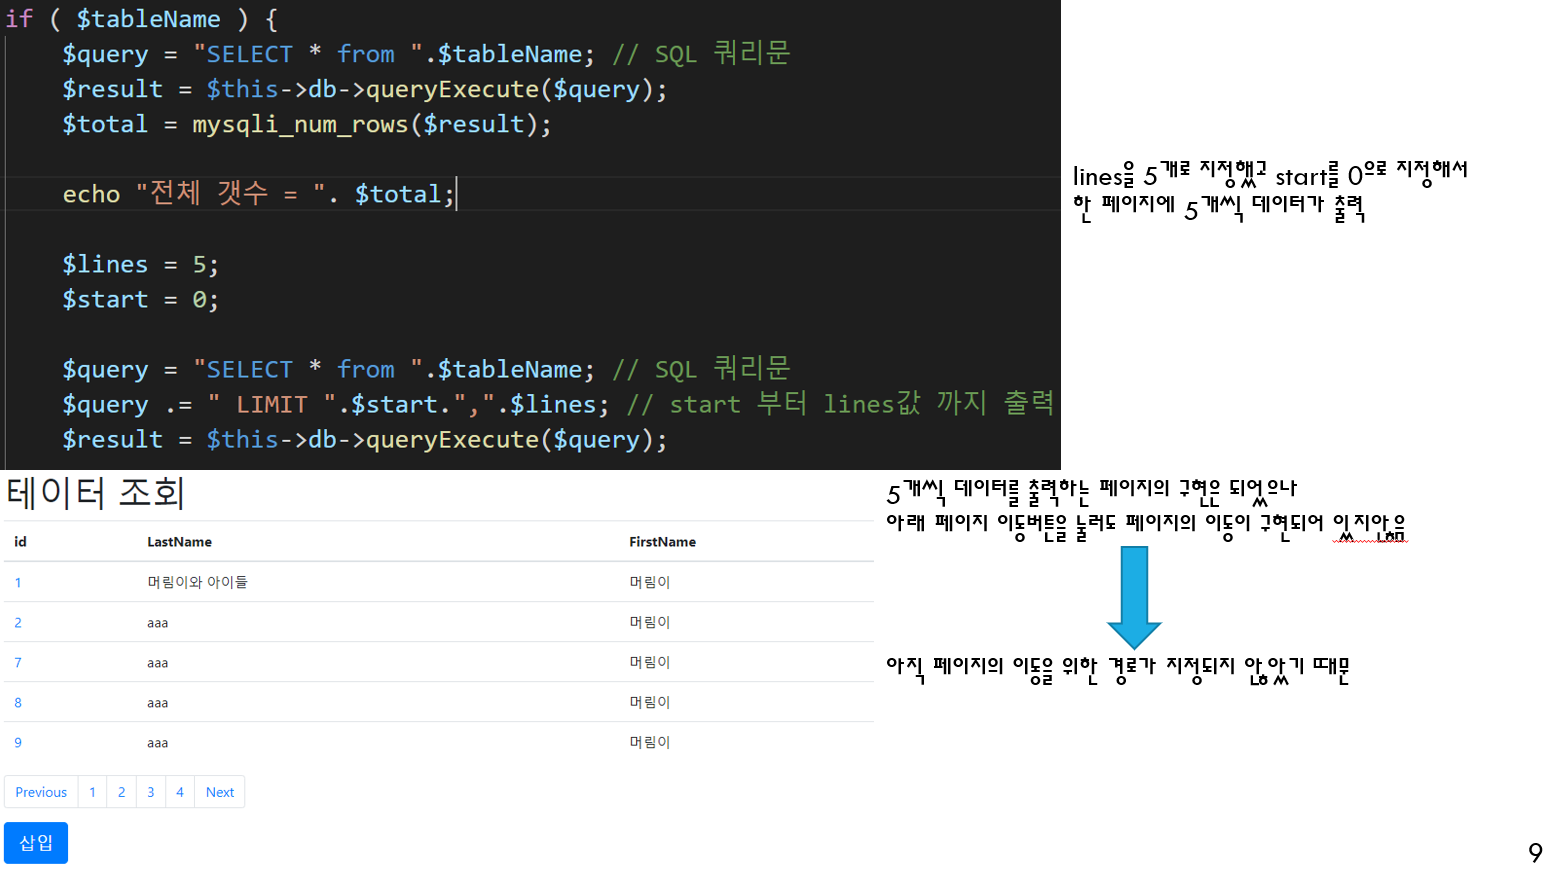 if ( $tableName ) {
$query = "SELECT * from ".$tableName; // SQL 쿼리문
$result = $this->db->queryExecute($query);
$total = mysqli_num_rows($result);
echo "전체 갯수 = ". $total;
$lines = 5;
$start = 0;
$query = "SELECT * from ".$tableName; // SQL 쿼리문
$query .= " LIMIT ".$start.",".$lines; // start 부터 lines값 까지 출력
$result = $this->db->queryExecute($query);
lines을 5개로 지정했고 start를 0으로 지정해서
한 페이지에 5개씩 데이터가 출력
테이터 조회
id LastName FirstName
1 머림이와 아이들 머림이
2 aaa 머림이
7 aaa 머림이
8 aaa 머림이
9 aaa 머림이
Previous 1 2 3 4 Next
삽입
5개씩 데이터를 출력하는 페이지의 구현은 되었으나
아래 페이지 이동버튼을 눌러도 페이지의 이동이 구현되어 있지안음
아직 페이지의 이동을 위한 경로가 지정되지 않았기 때문
9